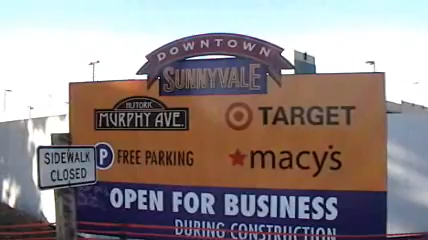 DOWNTOWN
SUNNYVALE
HISTORIC
MURPHY AVE.
TARGET
SIDEWALK
CLOSED
P FREE PARKING
macy's
OPEN FOR BUSINESS
DURING CONSTRUCTION